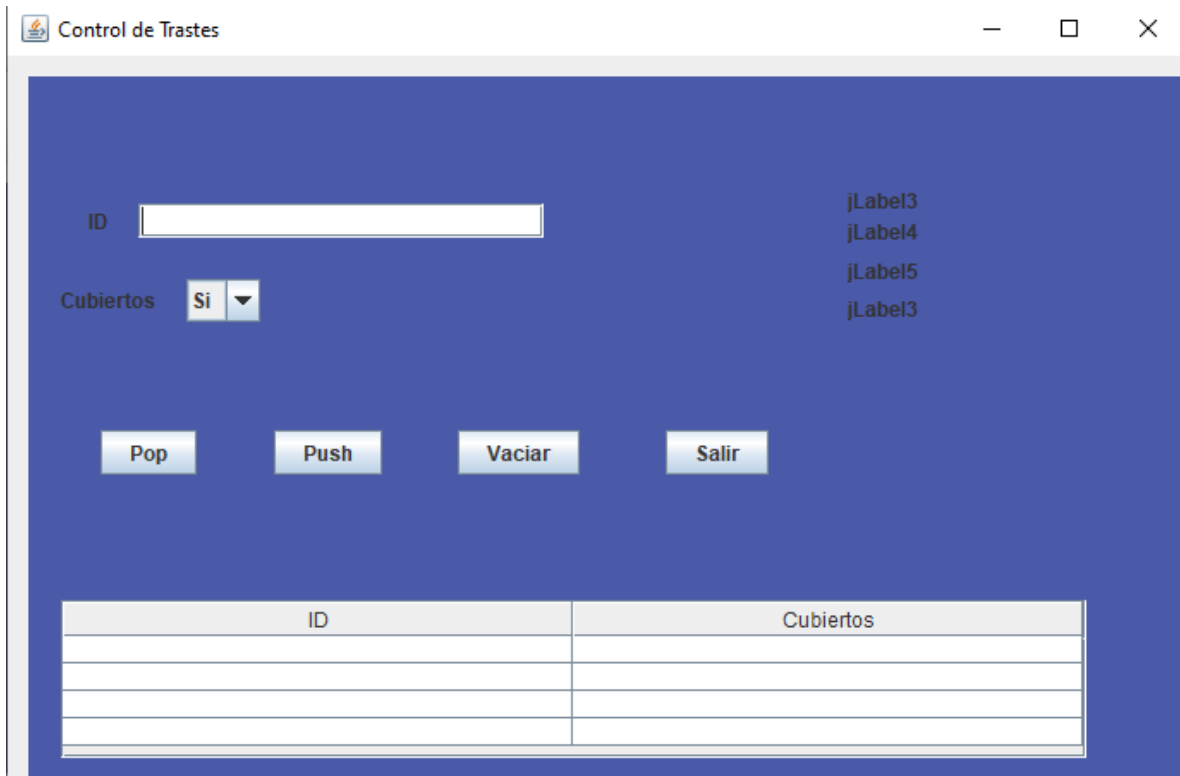 Control de Trastes
ID
jLabel3
jLabel4
Cubiertos Si
jLabel5
jLabel3
Pop Push Vaciar Salir
ID Cubiertos